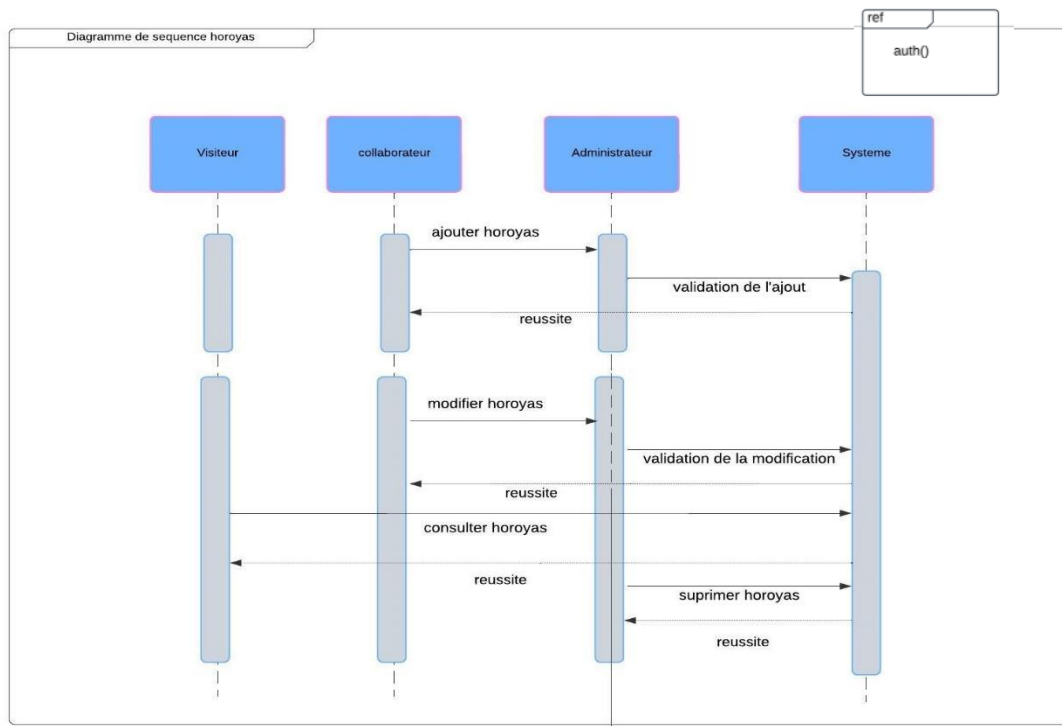 ref
Diagramme de sequence horoyas
auth()
Visiteur
collaborateur
Administrateur
Systeme
ajouter horoyas
validation de l'ajout
reussite
modifier horoyas
validation de la modification
reussite
consulter horoyas
reussite
suprimer horoyas
reussite